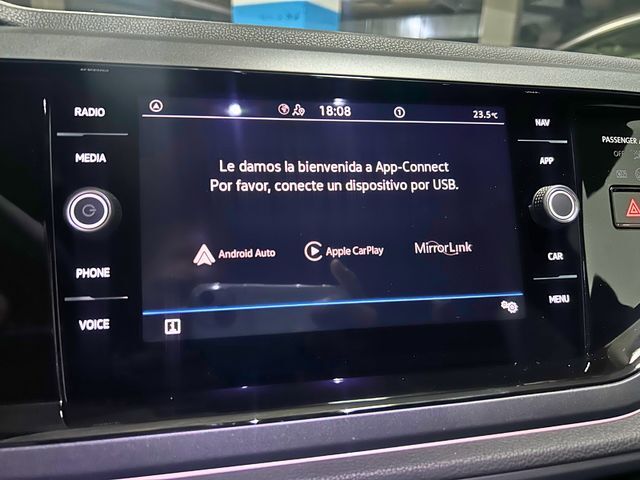 RADIO
MEDIA
PHONE
VOICE
18:08
23.5°C
Le damos la bienvenida a App-Connect
Por favor, conecte un dispositivo por USB.
Android Auto
Apple CarPlay
MirrorLink
NAV
APP
CAR
MENU
PASSENGER